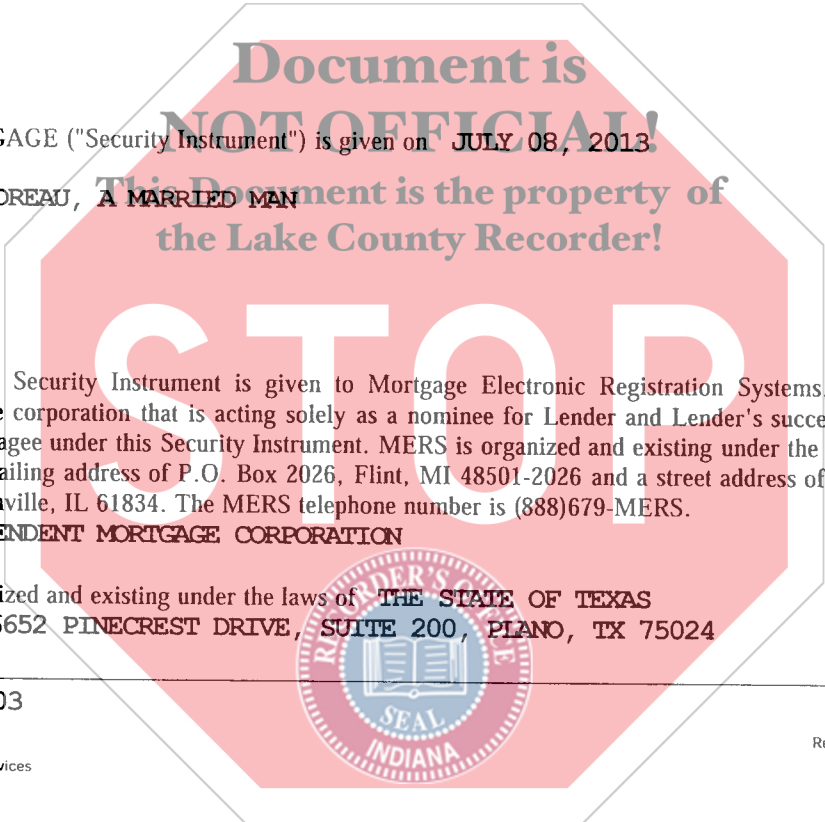 Document is
NOT OFFICIAL!
GAGE ("Security Instrument") is given on JULY 08, 2013
This Document is the property of
OREAU, A MARRIED MAN
the Lake County Recorder!
STOP
Security Instrument is given to Mortgage Electronic Registration Systems,
e corporation that is acting solely as a nominee for Lender and Lender's succe
agee under this Security Instrument. MERS is organized and existing under the
ailing address of P.O. Box 2026, Flint, MI 48501-2026 and a street address of
ville, IL 61834. The MERS telephone number is (888)679-MERS.
ENDENT MORTGAGE CORPORATION
RECORDER'S OFFICE
ized and existing under the laws of THE STATE OF TEXAS
5652 PINECREST DRIVE, SUITE 200, PLANO, TX 75024
SEAL
INDIANA
03
Re
vices